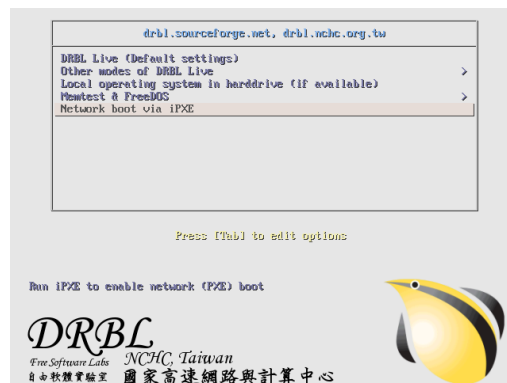 drbl.sourceforge.net, drbl.nchc.org.tw
DRBL Live (Default settings)
Other modes of DRBL Live >
Local operating system in harddrive (if available)
Memtest & FreeDOS >
Network boot via iPXE
Press [Tab] to edit options
Run iPXE to enable network (PXE) boot
DRBL
Free Software Labs NCHC, Taiwan
自由軟體實驗室 國家高速網路與計算中心